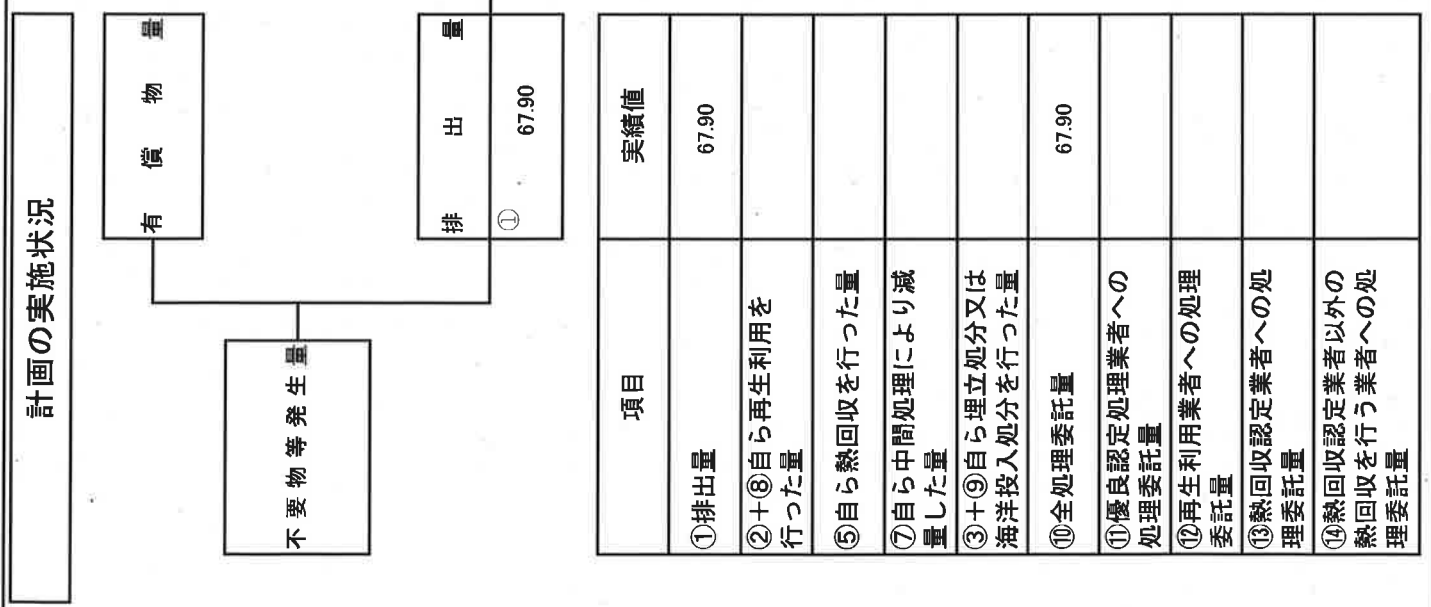 計画の実施状況
有償物量
不要物等発生量
排出量
①
67.90
項目
実績値
①排出量
67.90
②+⑧自ら再生利用を
行った量
⑤自ら熱回収を行った量
⑦自ら中間処理により減
量した量
③+⑨自ら埋立処分又は
海洋投入処分を行った量
⑩全処理委託量
67.90
⑪優良認定処理業者への
処理委託量
⑫再生利用業者への処理
委託量
⑬熱回収認定業者への処
理委託量
⑭熱回収認定業者以外の
熱回収を行う業者への処
理委託量